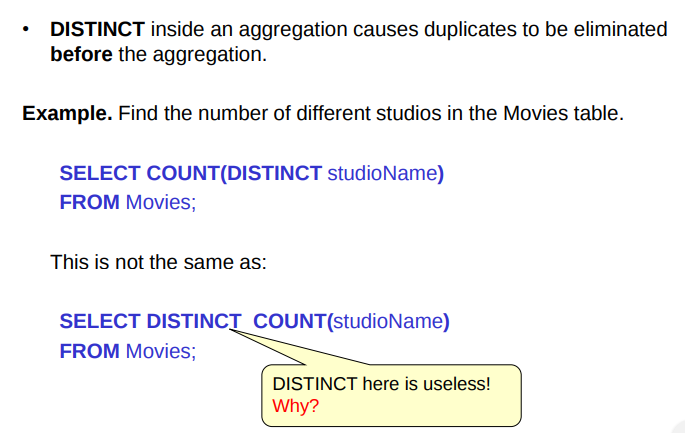 • DISTINCT inside an aggregation causes duplicates to be eliminated
before the aggregation.
Example. Find the number of different studios in the Movies table.
SELECT COUNT(DISTINCT studioName)
FROM Movies;
This is not the same as:
SELECT DISTINCT COUNT(studioName)
FROM Movies;
DISTINCT here is useless!
Why?